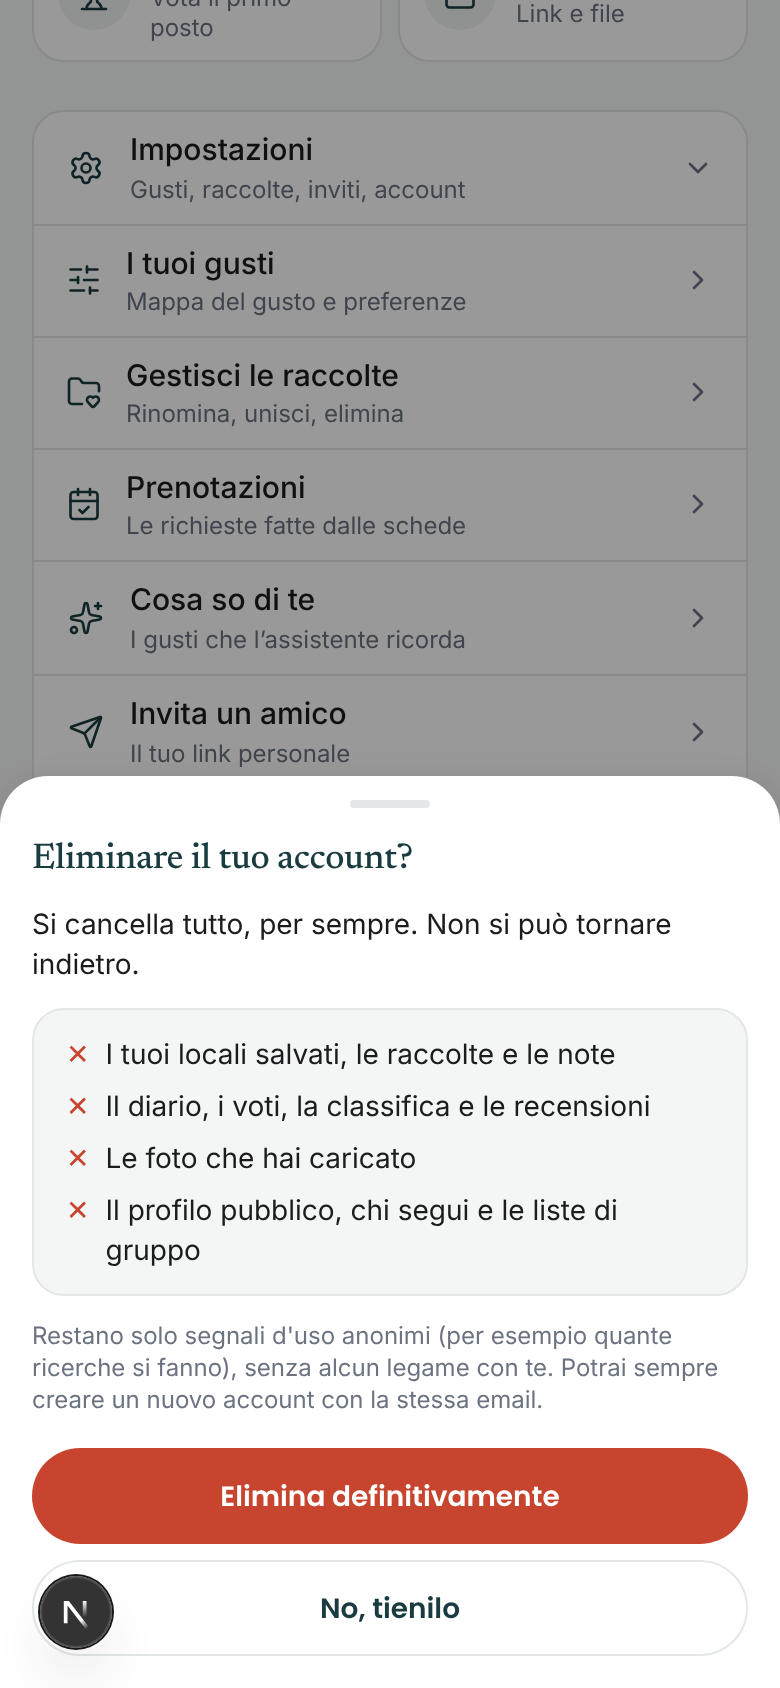 Vota il primo
posto
Link e file
Impostazioni
Gusti, raccolte, inviti, account
I tuoi gusti
Mappa del gusto e preferenze
Gestisci le raccolte
Rinomina, unisci, elimina
Prenotazioni
Le richieste fatte dalle schede
Cosa so di te
I gusti che l’assistente ricorda
Invita un amico
Il tuo link personale
Eliminare il tuo account?
Si cancella tutto, per sempre. Non si può tornare
indietro.
✕ I tuoi locali salvati, le raccolte e le note
✕ Il diario, i voti, la classifica e le recensioni
✕ Le foto che hai caricato
✕ Il profilo pubblico, chi segui e le liste di
gruppo
Restano solo segnali d'uso anonimi (per esempio quante
ricerche si fanno), senza alcun legame con te. Potrai sempre
creare un nuovo account con la stessa email.
Elimina definitivamente
N
No, tienilo